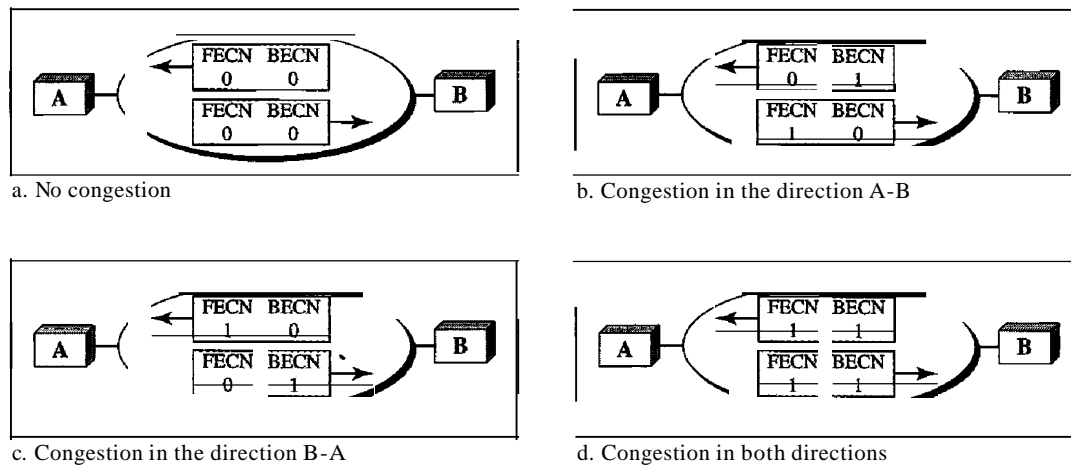 FECN BECN
0 0
A
B
FECN BECN
0 0
a. No congestion
FECN BECN
0 1
A
B
FECN BECN
1 0
b. Congestion in the direction A-B
FECN BECN
1 0
A
B
FECN BECN
0 1
c. Congestion in the direction B-A
FECN BECN
1 1
A
B
FECN BECN
1 1
d. Congestion in both directions